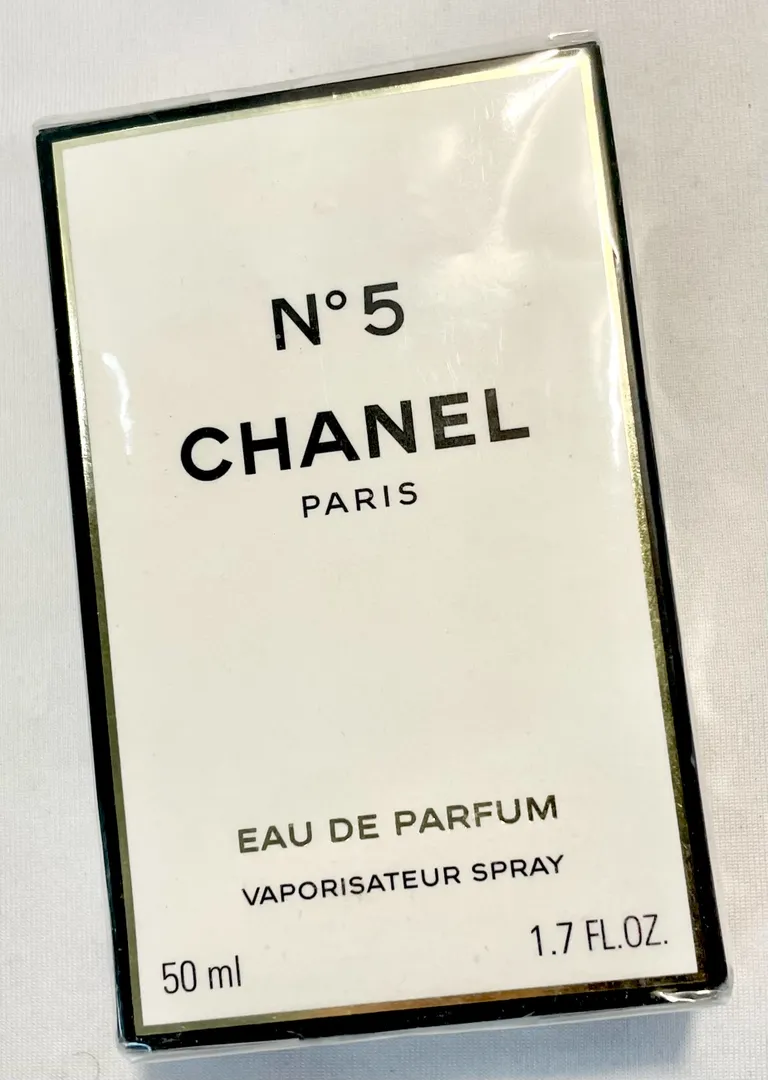 N° 5
CHANEL
PARIS
EAU DE PARFUM
VAPORISATEUR SPRAY
50 ml 1.7 FL.OZ.